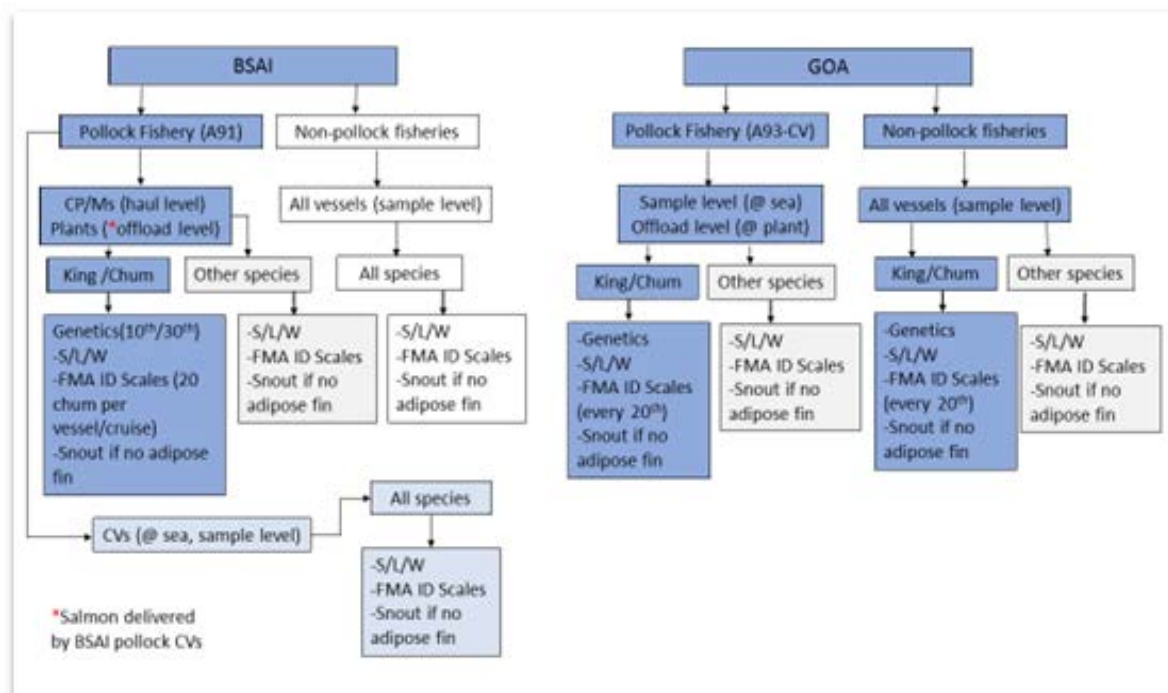 BSAI
Pollock Fishery (A91)
Non-pollock fisheries
CP/Ms (haul level)
Plants (*offload level)
All vessels (sample level)
King /Chum
Other species
All species
Genetics(10th/30th)
-S/L/W
-FMA ID Scales (20
chum per
vessel/cruise)
-Snout if no adipose
fin
-S/L/W
-FMA ID Scales
-Snout if no
adipose fin
-S/L/W
-FMA ID Scales
-Snout if no
adipose fin
CVs (@ sea, sample level)
All species
-S/L/W
-FMA ID Scales
-Snout if no
adipose fin
*Salmon delivered
by BSAI pollock CVs
GOA
Pollock Fishery (A93-CV)
Non-pollock fisheries
Sample level (@ sea)
Offload level (@ plant)
All vessels (sample level)
King/Chum
Other species
King/Chum
Other species
-Genetics
-S/L/W
-FMA ID Scales
(every 20th)
-Snout if no
adipose fin
-S/L/W
-FMA ID Scales
-Snout if no
adipose fin
-Genetics
-S/L/W
-FMA ID Scales
(every 20th)
-Snout if no
adipose fin
-S/L/W
-FMA ID Scales
-Snout if no
adipose fin